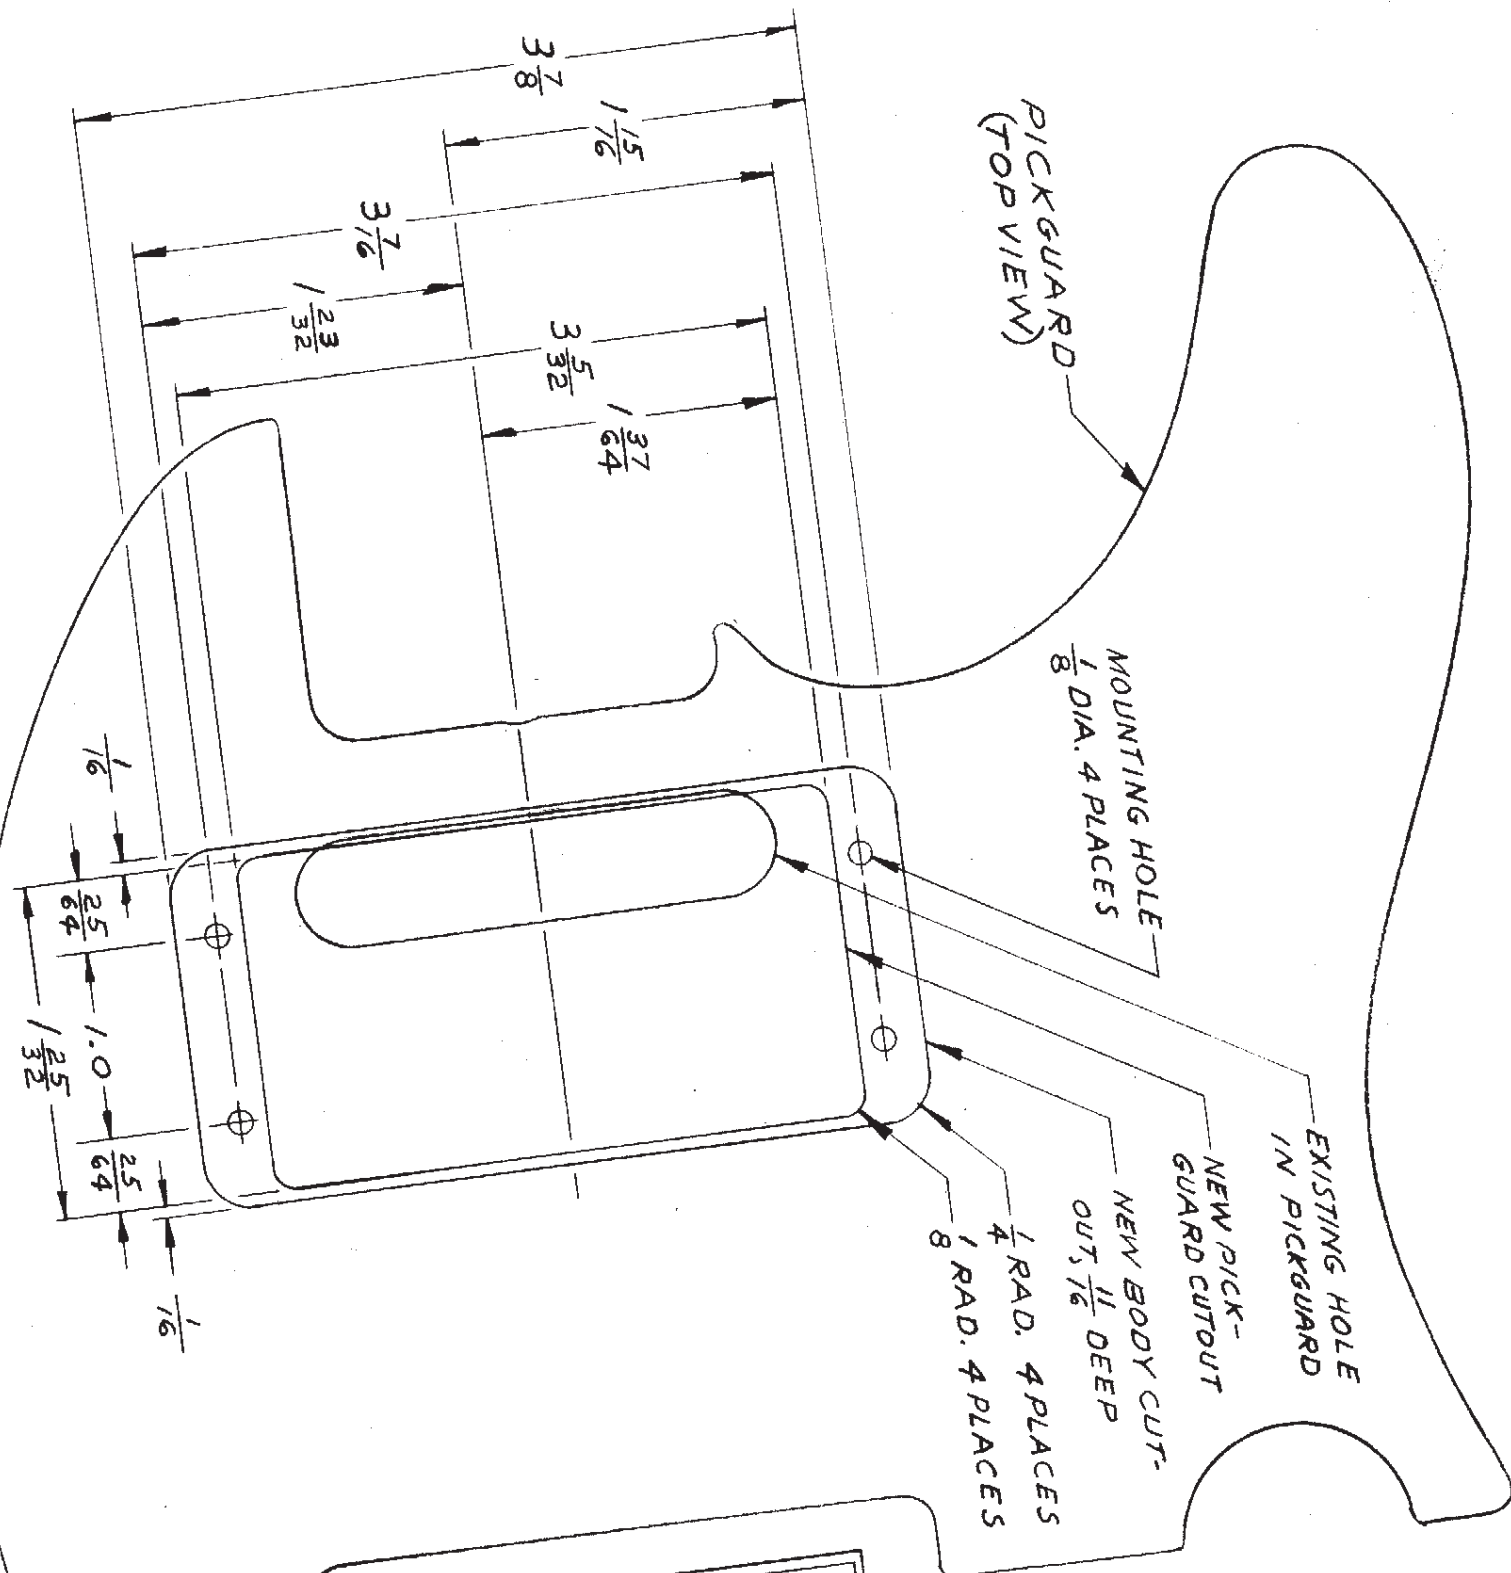 PICKGUARD
(TOP VIEW)
3 7/8
1 15/16
3 7/16
1 23/32
3 5/32
1 37/64
MOUNTING HOLE
1/8 DIA. 4 PLACES
EXISTING HOLE
IN PICKGUARD
NEW PICK-
GUARD CUTOUT
NEW BODY CUT-
OUT, 11/16 DEEP
1/4 RAD. 4 PLACES
1/8 RAD. 4 PLACES
1/16
25/64
1.0
25/64
1 25/32
1/16